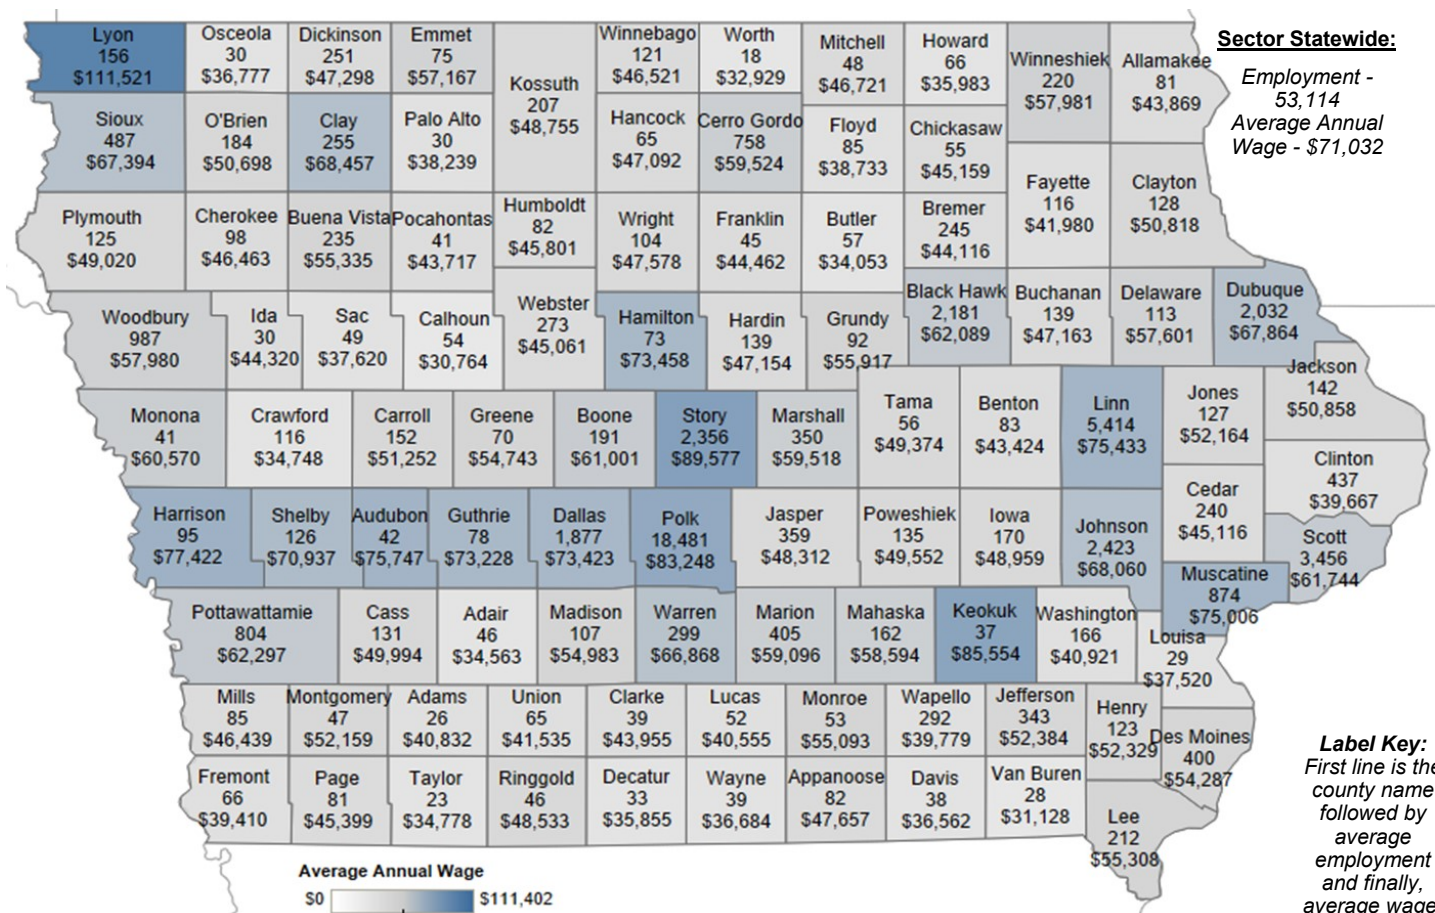 Lyon
156
$111,521
Osceola
30
$36,777
Dickinson
251
$47,298
Emmet
75
$57,167
Kossuth
207
$48,755
Winnebago
121
$46,521
Worth
18
$32,929
Mitchell
48
$46,721
Howard
66
$35,983
Winneshiek
220
$57,981
Allamakee
81
$43,869
Sector Statewide:
Employment -
53,114
Average Annual
Wage - $71,032
Sioux
487
$67,394
O'Brien
184
$50,698
Clay
255
$68,457
Palo Alto
30
$38,239
Hancock
65
$47,092
Cerro Gordo
758
$59,524
Floyd
85
$38,733
Chickasaw
55
$45,159
Fayette
116
$41,980
Clayton
128
$50,818
Plymouth
125
$49,020
Cherokee
98
$46,463
Buena Vista
235
$55,335
Pocahontas
41
$43,717
Humboldt
82
$45,801
Wright
104
$47,578
Franklin
45
$44,462
Butler
57
$34,053
Bremer
245
$44,116
Woodbury
987
$57,980
Ida
30
$44,320
Sac
49
$37,620
Calhoun
54
$30,764
Webster
273
$45,061
Hamilton
73
$73,458
Hardin
139
$47,154
Grundy
92
$55,917
Black Hawk
2,181
$62,089
Buchanan
139
$47,163
Delaware
113
$57,601
Dubuque
2,032
$67,864
Jackson
142
$50,858
Monona
41
$60,570
Crawford
116
$34,748
Carroll
152
$51,252
Greene
70
$54,743
Boone
191
$61,001
Story
2,356
$89,577
Marshall
350
$59,518
Tama
56
$49,374
Benton
83
$43,424
Linn
5,414
$75,433
Jones
127
$52,164
Clinton
437
$39,667
Cedar
240
$45,116
Harrison
95
$77,422
Shelby
126
$70,937
Audubon
42
$75,747
Guthrie
78
$73,228
Dallas
1,877
$73,423
Polk
18,481
$83,248
Jasper
359
$48,312
Poweshiek
135
$49,552
Iowa
170
$48,959
Johnson
2,423
$68,060
Scott
3,456
$61,744
Muscatine
874
$75,006
Pottawattamie
804
$62,297
Cass
131
$49,994
Adair
46
$34,563
Madison
107
$54,983
Warren
299
$66,868
Marion
405
$59,096
Mahaska
162
$58,594
Keokuk
37
$85,554
Washington
166
$40,921
Louisa
29
$37,520
Mills
85
$46,439
Montgomery
47
$52,159
Adams
26
$40,832
Union
65
$41,535
Clarke
39
$43,955
Lucas
52
$40,555
Monroe
53
$55,093
Wapello
292
$39,779
Jefferson
343
$52,384
Henry
123
$52,329
Des Moines
400
$54,287
Fremont
66
$39,410
Page
81
$45,399
Taylor
23
$34,778
Ringgold
46
$48,533
Decatur
33
$35,855
Wayne
39
$36,684
Appanoose
82
$47,657
Davis
38
$36,562
Van Buren
28
$31,128
Lee
212
$55,308
Label Key:
First line is the
county name
followed by
average
employment
and finally,
average wage
Average Annual Wage
$0
$111,402